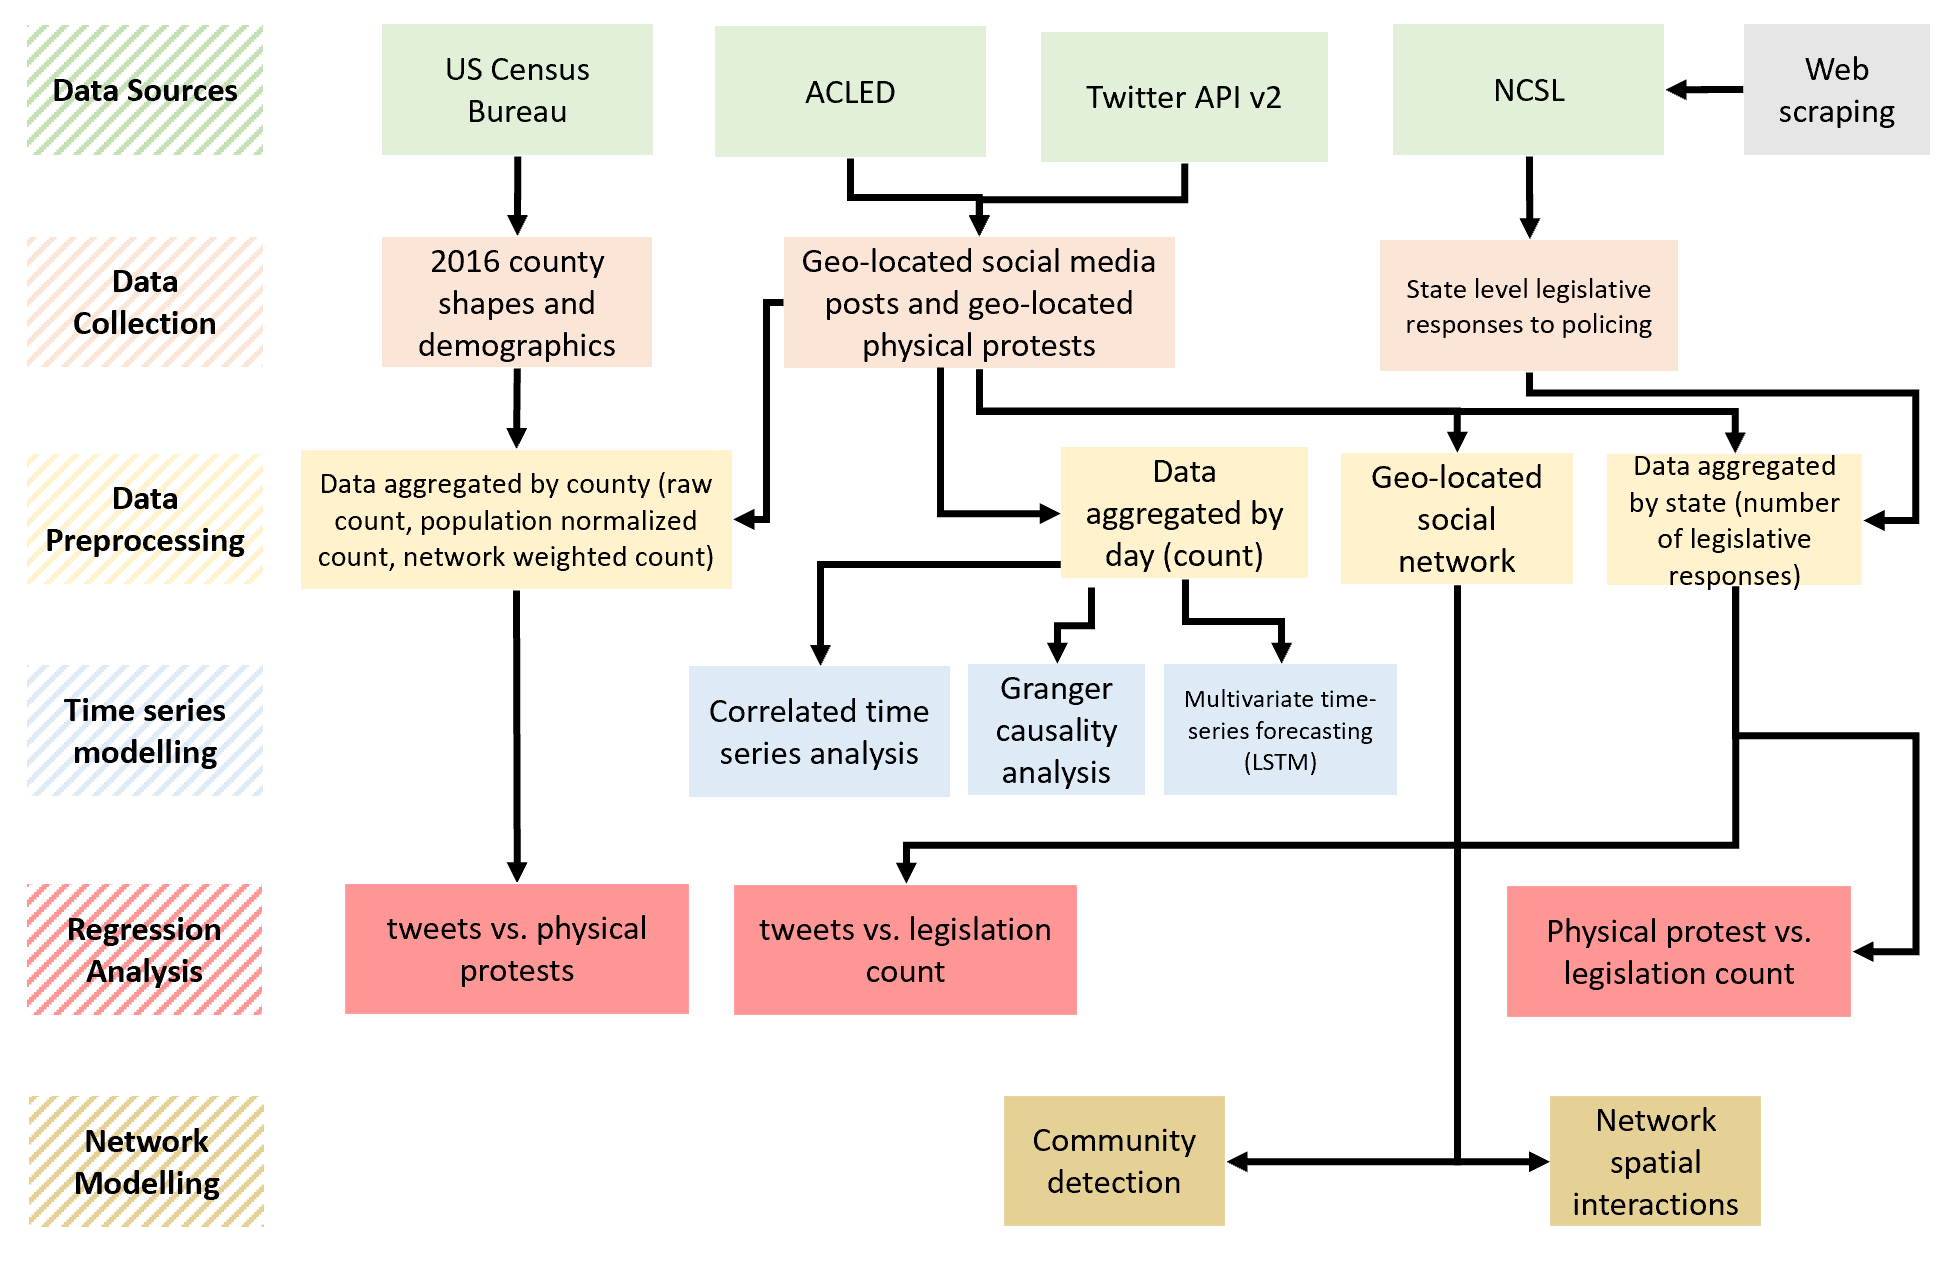 Data Sources
US Census
Bureau
ACLED
Twitter API v2
NCSL
Web
scraping
Data
Collection
2016 county
shapes and
demographics
Geo-located social media
posts and geo-located
physical protests
State level legislative
responses to policing
Data
Preprocessing
Data aggregated by county (raw
count, population normalized
count, network weighted count)
Data
aggregated by
day (count)
Geo-located
social
network
Data aggregated
by state (number
of legislative
responses)
Time series
modelling
Correlated time
series analysis
Granger
causality
analysis
Multivariate time-
series forecasting
(LSTM)
Regression
Analysis
tweets vs. physical
protests
tweets vs. legislation
count
Physical protest vs.
legislation count
Network
Modelling
Community
detection
Network
spatial
interactions